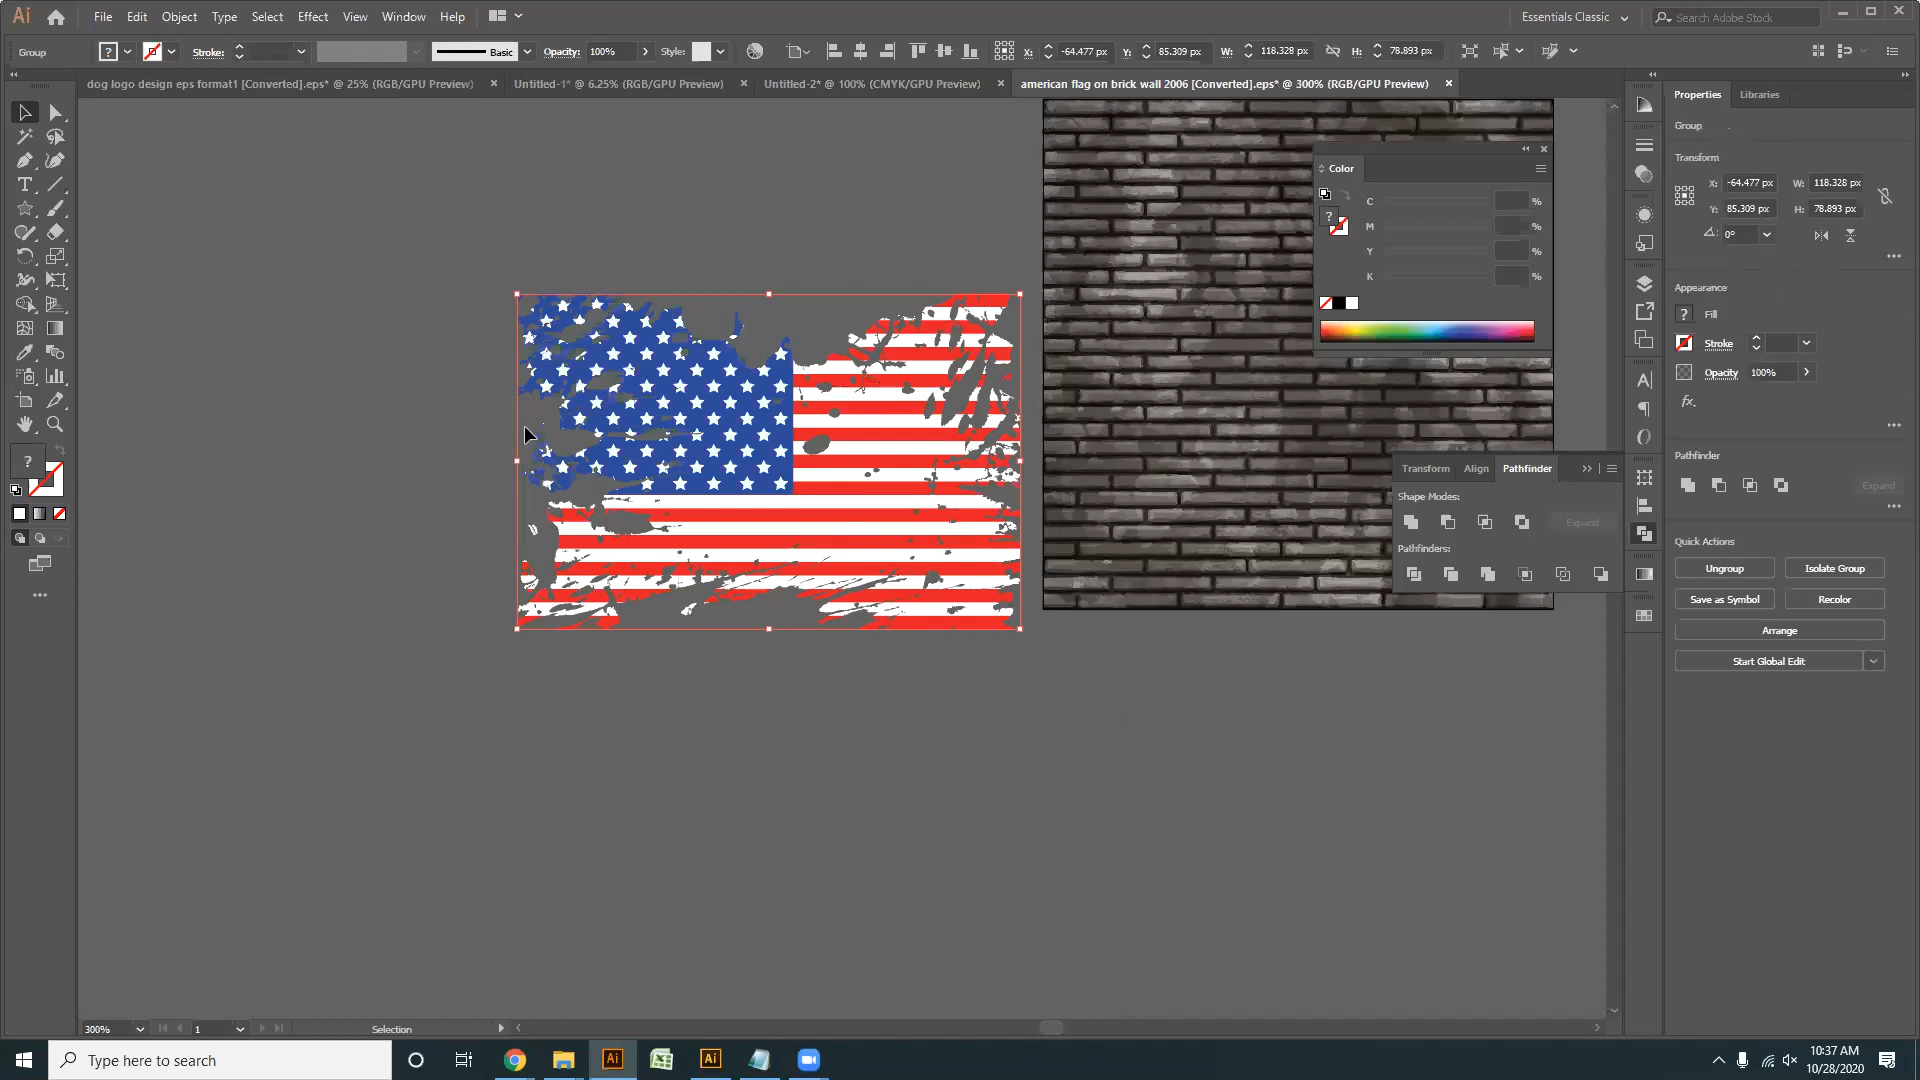 Ai File Edit Object Type Select Effect View Window Help Essentials Classic Search Adobe Stock
Group ? Stroke: Basic Opacity: 100% Style: X: -64.477 px Y: 85.309 px W: 118.328 px H: 78.893 px
dog logo design eps format1 [Converted].eps* @ 25% (RGB/GPU Preview) Untitled-1* @ 6.25% (RGB/GPU Preview) Untitled-2* @ 100% (CMYK/GPU Preview) american flag on brick wall 2006 [Converted].eps* @ 300% (RGB/GPU Preview)
Properties Libraries
Group
Transform
X: -64.477 px W: 118.328 px
Y: 85.309 px H: 78.893 px
0°
Appearance
? Fill
Stroke
Opacity 100%
fx.
Pathfinder
Expand
Quick Actions
Ungroup Isolate Group
Save as Symbol Recolor
Arrange
Start Global Edit
Color
C %
M %
Y %
K %
?
Transform Align Pathfinder
Shape Modes:
Expand
Pathfinders:
?
300% 1 Selection
Type here to search
Ai
Ai
10:37 AM
10/28/2020